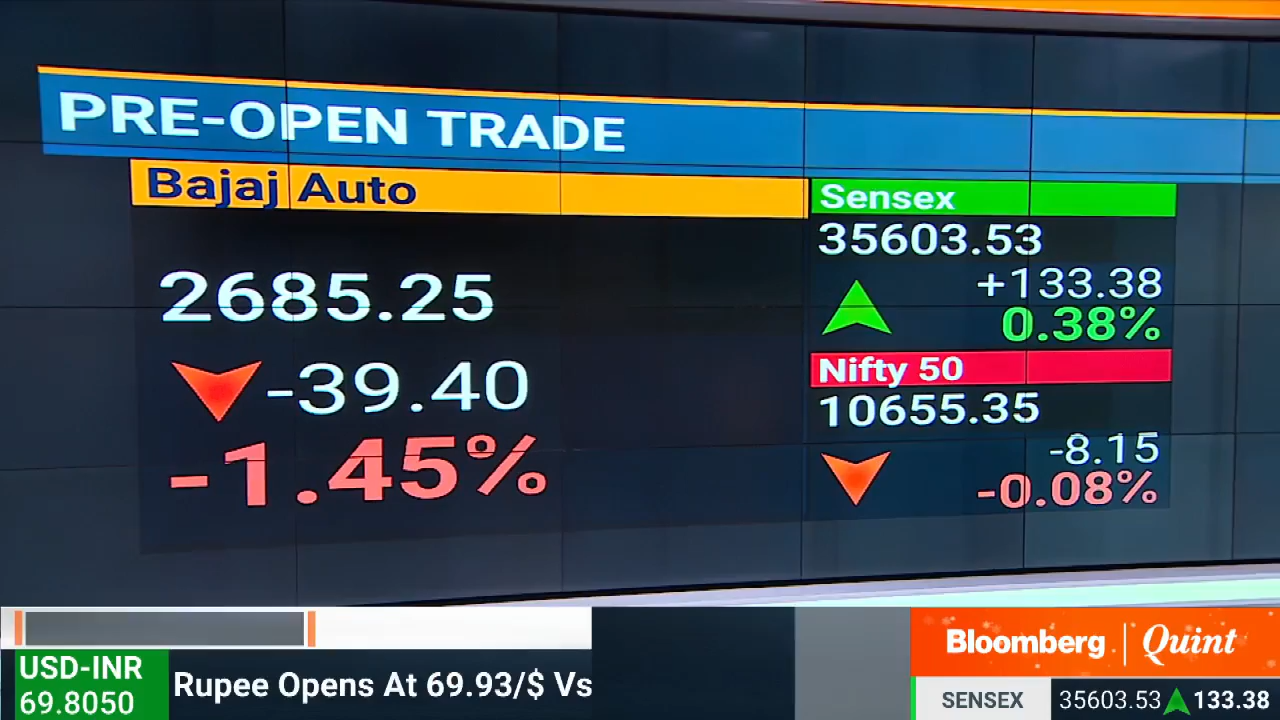 PRE-OPEN TRADE
Bajaj Auto
2685.25
-39.40
-1.45%
Sensex
35603.53
+133.38
0.38%
Nifty 50
10655.35
-8.15
-0.08%
USD-INR
69.8050
Rupee Opens At 69.93/$ Vs
Bloomberg | Quint
SENSEX 35603.53 133.38